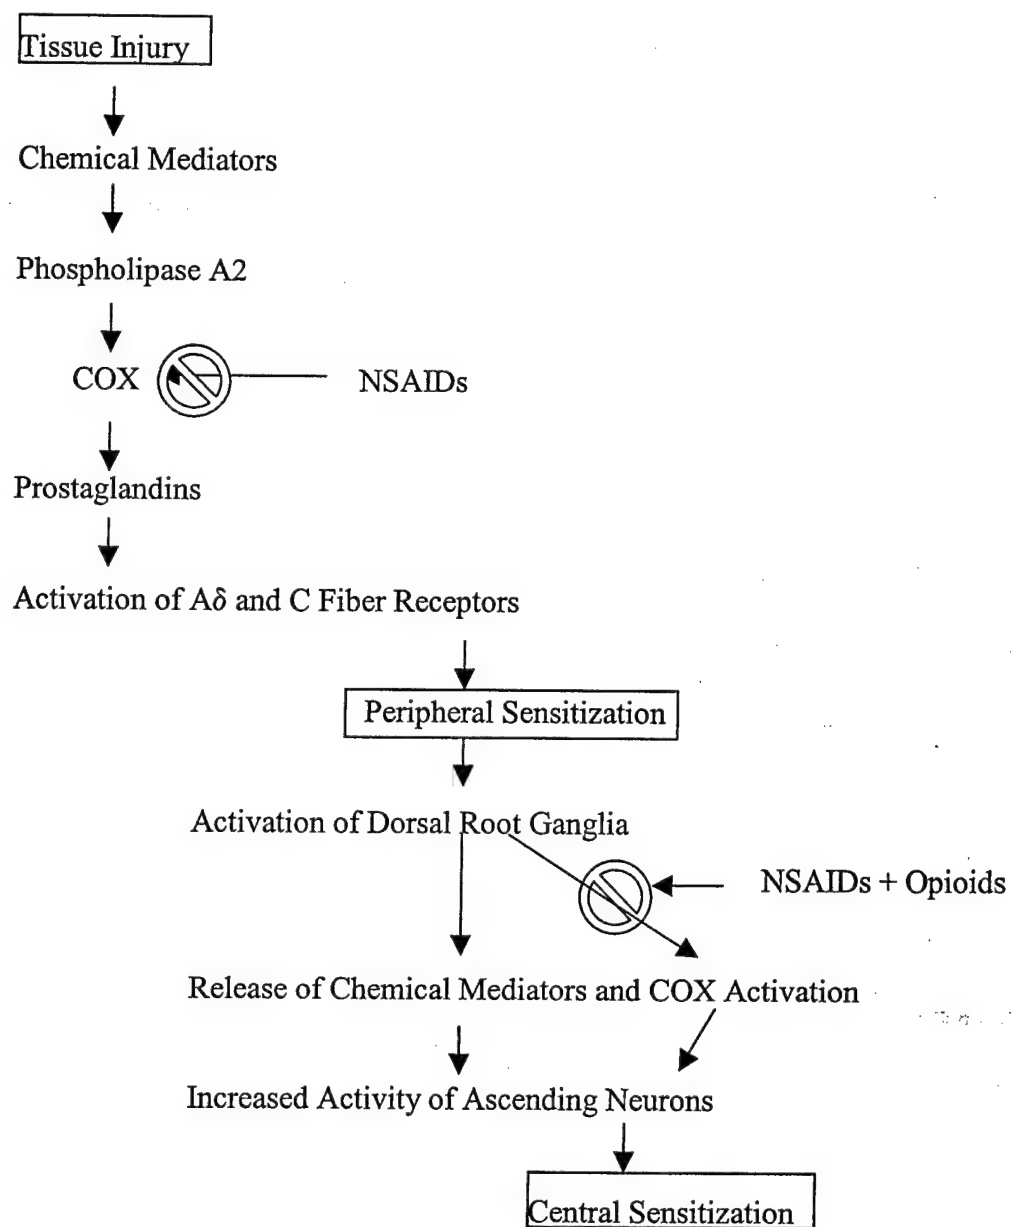 Tissue Injury
Chemical Mediators
Phospholipase A2
COX
NSAIDs
Prostaglandins
Activation of Aδ and C Fiber Receptors
Peripheral Sensitization
Activation of Dorsal Root Ganglia
NSAIDs + Opioids
Release of Chemical Mediators and COX Activation
Increased Activity of Ascending Neurons
Central Sensitization